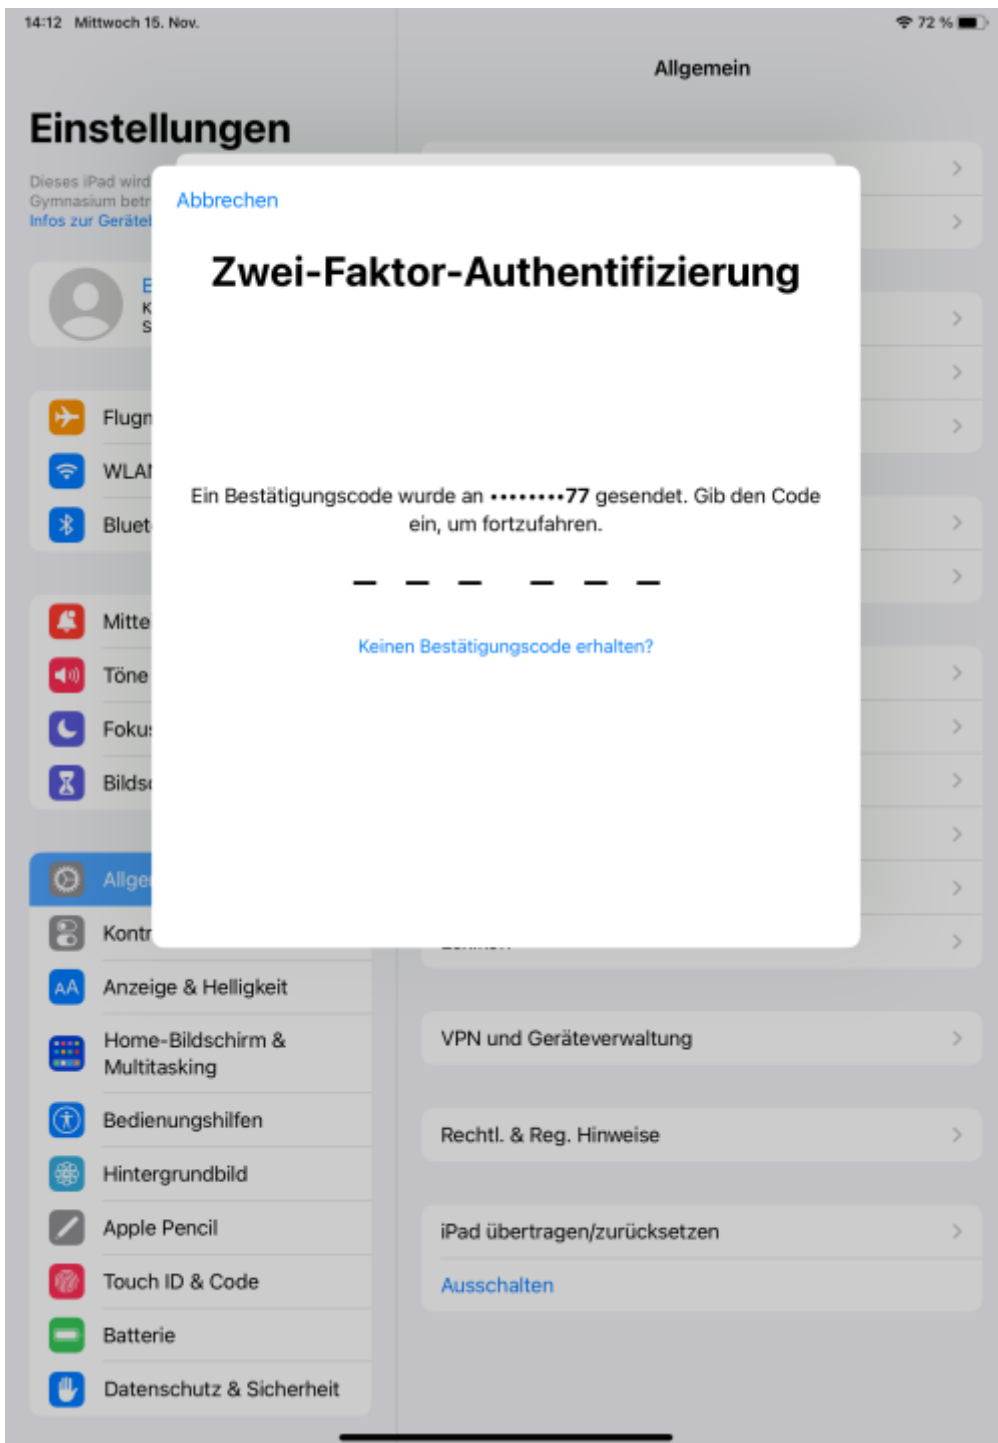 14:12 Mittwoch 15. Nov.
72 %
Allgemein
Einstellungen
Dieses iPad wird
Gymnasium
Infos zur
Abbrechen
Zwei-Faktor-Authentifizierung
Ein Bestätigungscode wurde an ••••••••77 gesendet. Gib den Code
ein, um fortzufahren.
Keinen Bestätigungscode erhalten?
Anzeige & Helligkeit
Home-Bildschirm &
Multitasking
Bedienungshilfen
Hintergrundbild
Apple Pencil
Touch ID & Code
Batterie
Datenschutz & Sicherheit
VPN und Geräteverwaltung
Rechtl. & Reg. Hinweise
iPad übertragen/zurücksetzen
Ausschalten